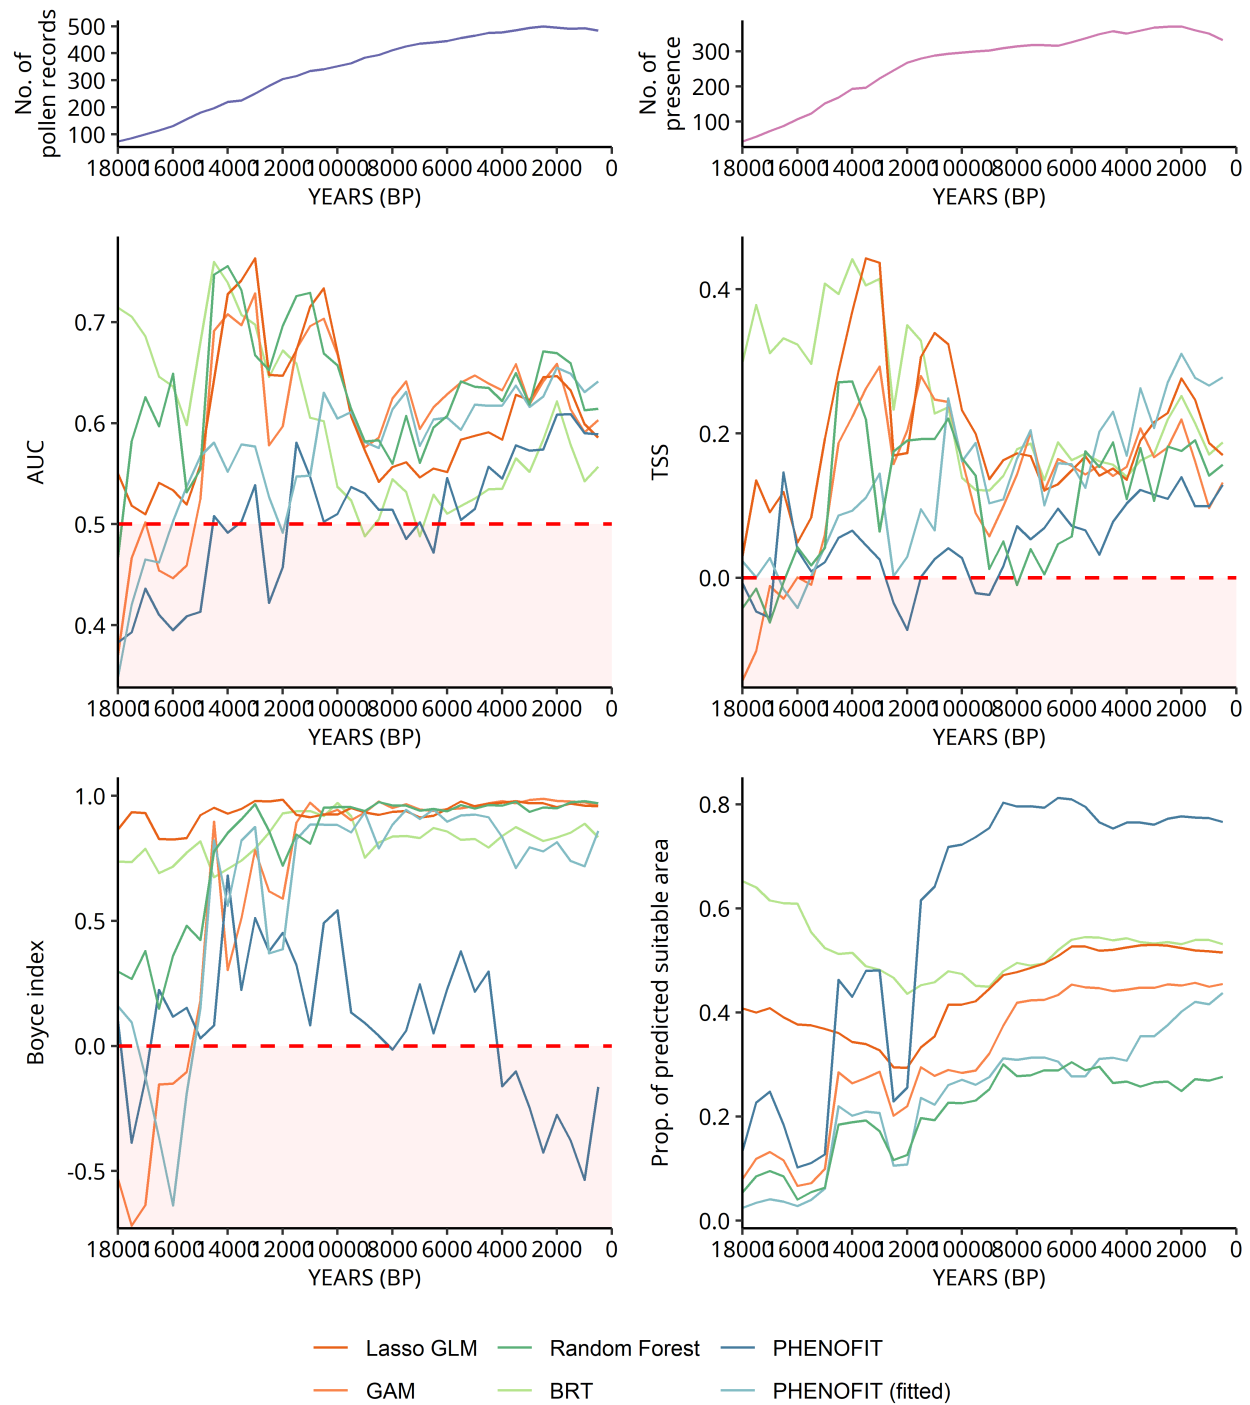 No. of
pollen records
500
400
300
200
100
18000 16000 14000 12000 10000 8000 6000 4000 2000 0
YEARS (BP)
No. of
presence
300
200
100
18000 16000 14000 12000 10000 8000 6000 4000 2000 0
YEARS (BP)
AUC
0.7
0.6
0.5
0.4
18000 16000 14000 12000 10000 8000 6000 4000 2000 0
YEARS (BP)
TSS
0.4
0.2
0.0
18000 16000 14000 12000 10000 8000 6000 4000 2000 0
YEARS (BP)
Boyce index
1.0
0.5
0.0
-0.5
18000 16000 14000 12000 10000 8000 6000 4000 2000 0
YEARS (BP)
Prop. of predicted suitable area
0.8
0.6
0.4
0.2
0.0
18000 16000 14000 12000 10000 8000 6000 4000 2000 0
YEARS (BP)
Lasso GLM Random Forest PHENOFIT
GAM BRT PHENOFIT (fitted)